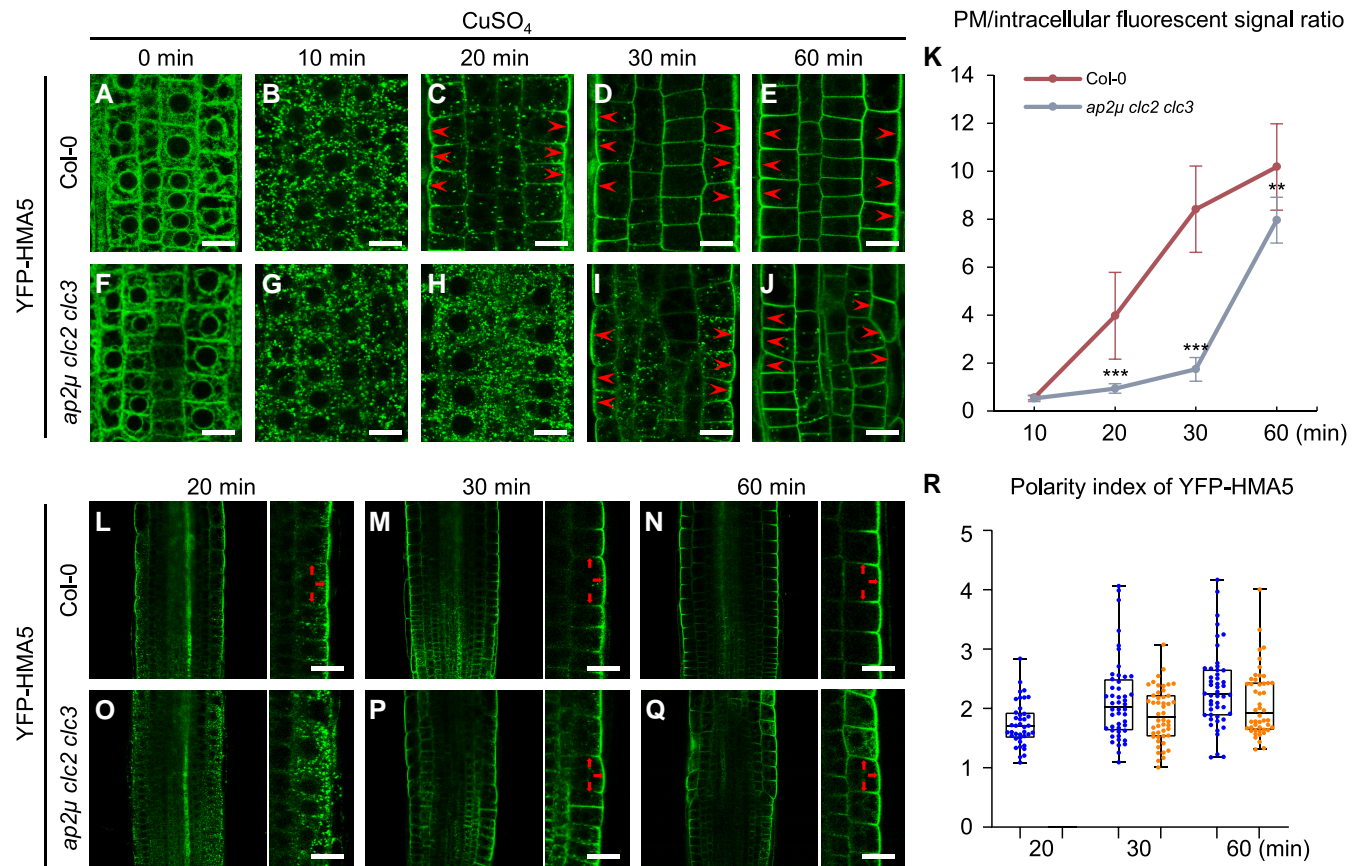 CuSO₄
0 min 10 min 20 min 30 min 60 min
YFP-HMA5
Col-0
A B C D E
ap2μ clc2 clc3
F G H I J
PM/intracellular fluorescent signal ratio
K
Col-0
ap2μ clc2 clc3
14
12
10
8
6
4
2
0
***
***
**
10 20 30 60 (min)
20 min 30 min 60 min
YFP-HMA5
Col-0
L M N
ap2μ clc2 clc3
O P Q
R
Polarity index of YFP-HMA5
5
4
3
2
1
0
20 30 60 (min)